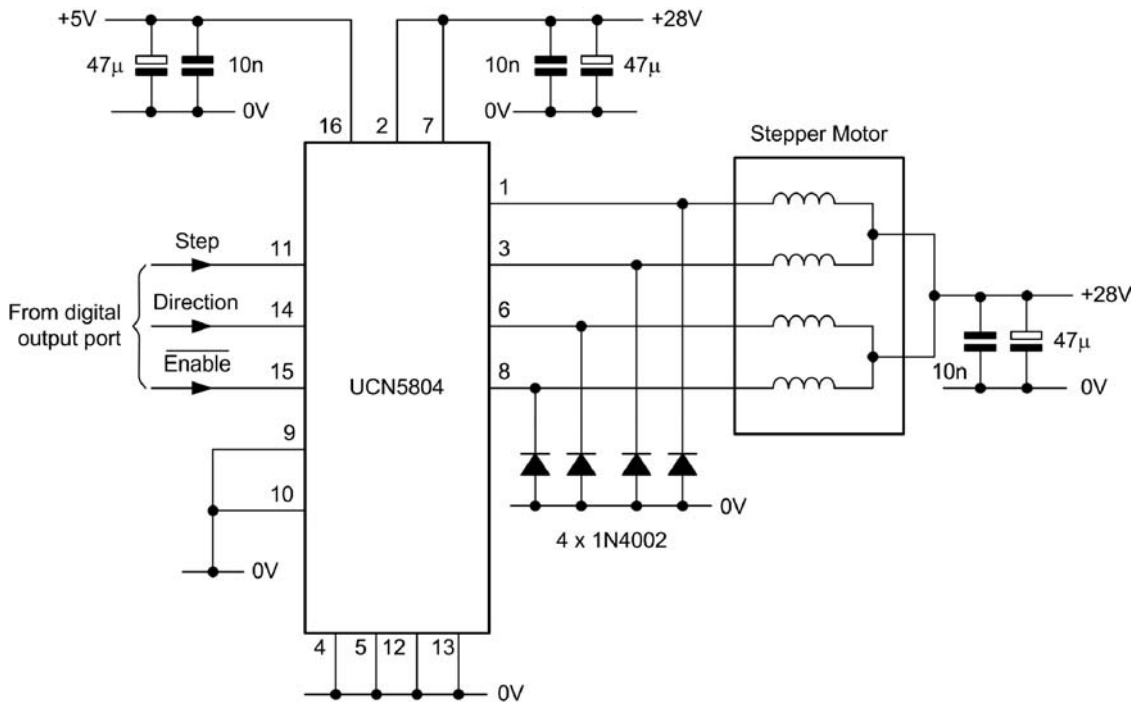 +5V
+28V
47µ
10n
10n
47µ
0V
0V
16
2
7
Stepper Motor
1
Step
11
3
Direction
14
6
From digital
output port
+28V
Enable
15
8
UCN5804
10n
47µ
0V
9
10
0V
4 x 1N4002
0V
4
5
12
13
0V